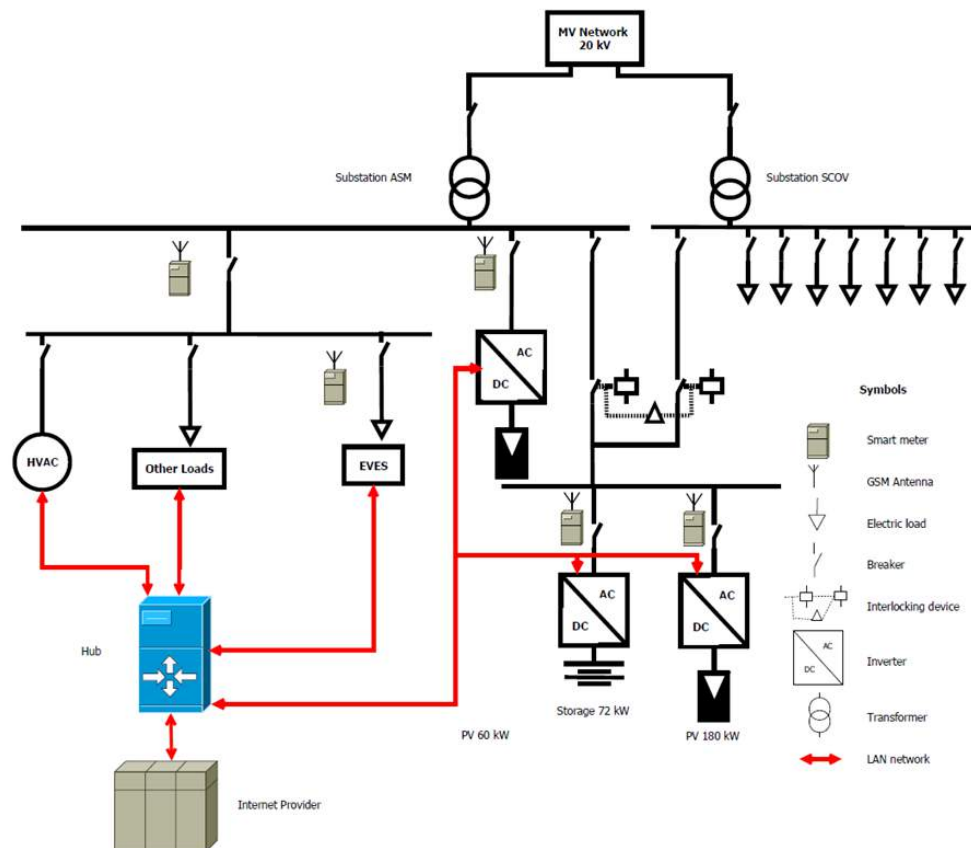 MV Network
20 kV
Substation ASM
Substation SCOV
AC
DC
HVAC
Other Loads
EVES
AC
DC
AC
DC
Hub
Storage 72 kW
PV 60 kW
PV 180 kW
Internet Provider
Symbols
Smart meter
GSM Antenna
Electric load
Breaker
Interlocking device
AC
DC
Inverter
Transformer
LAN network